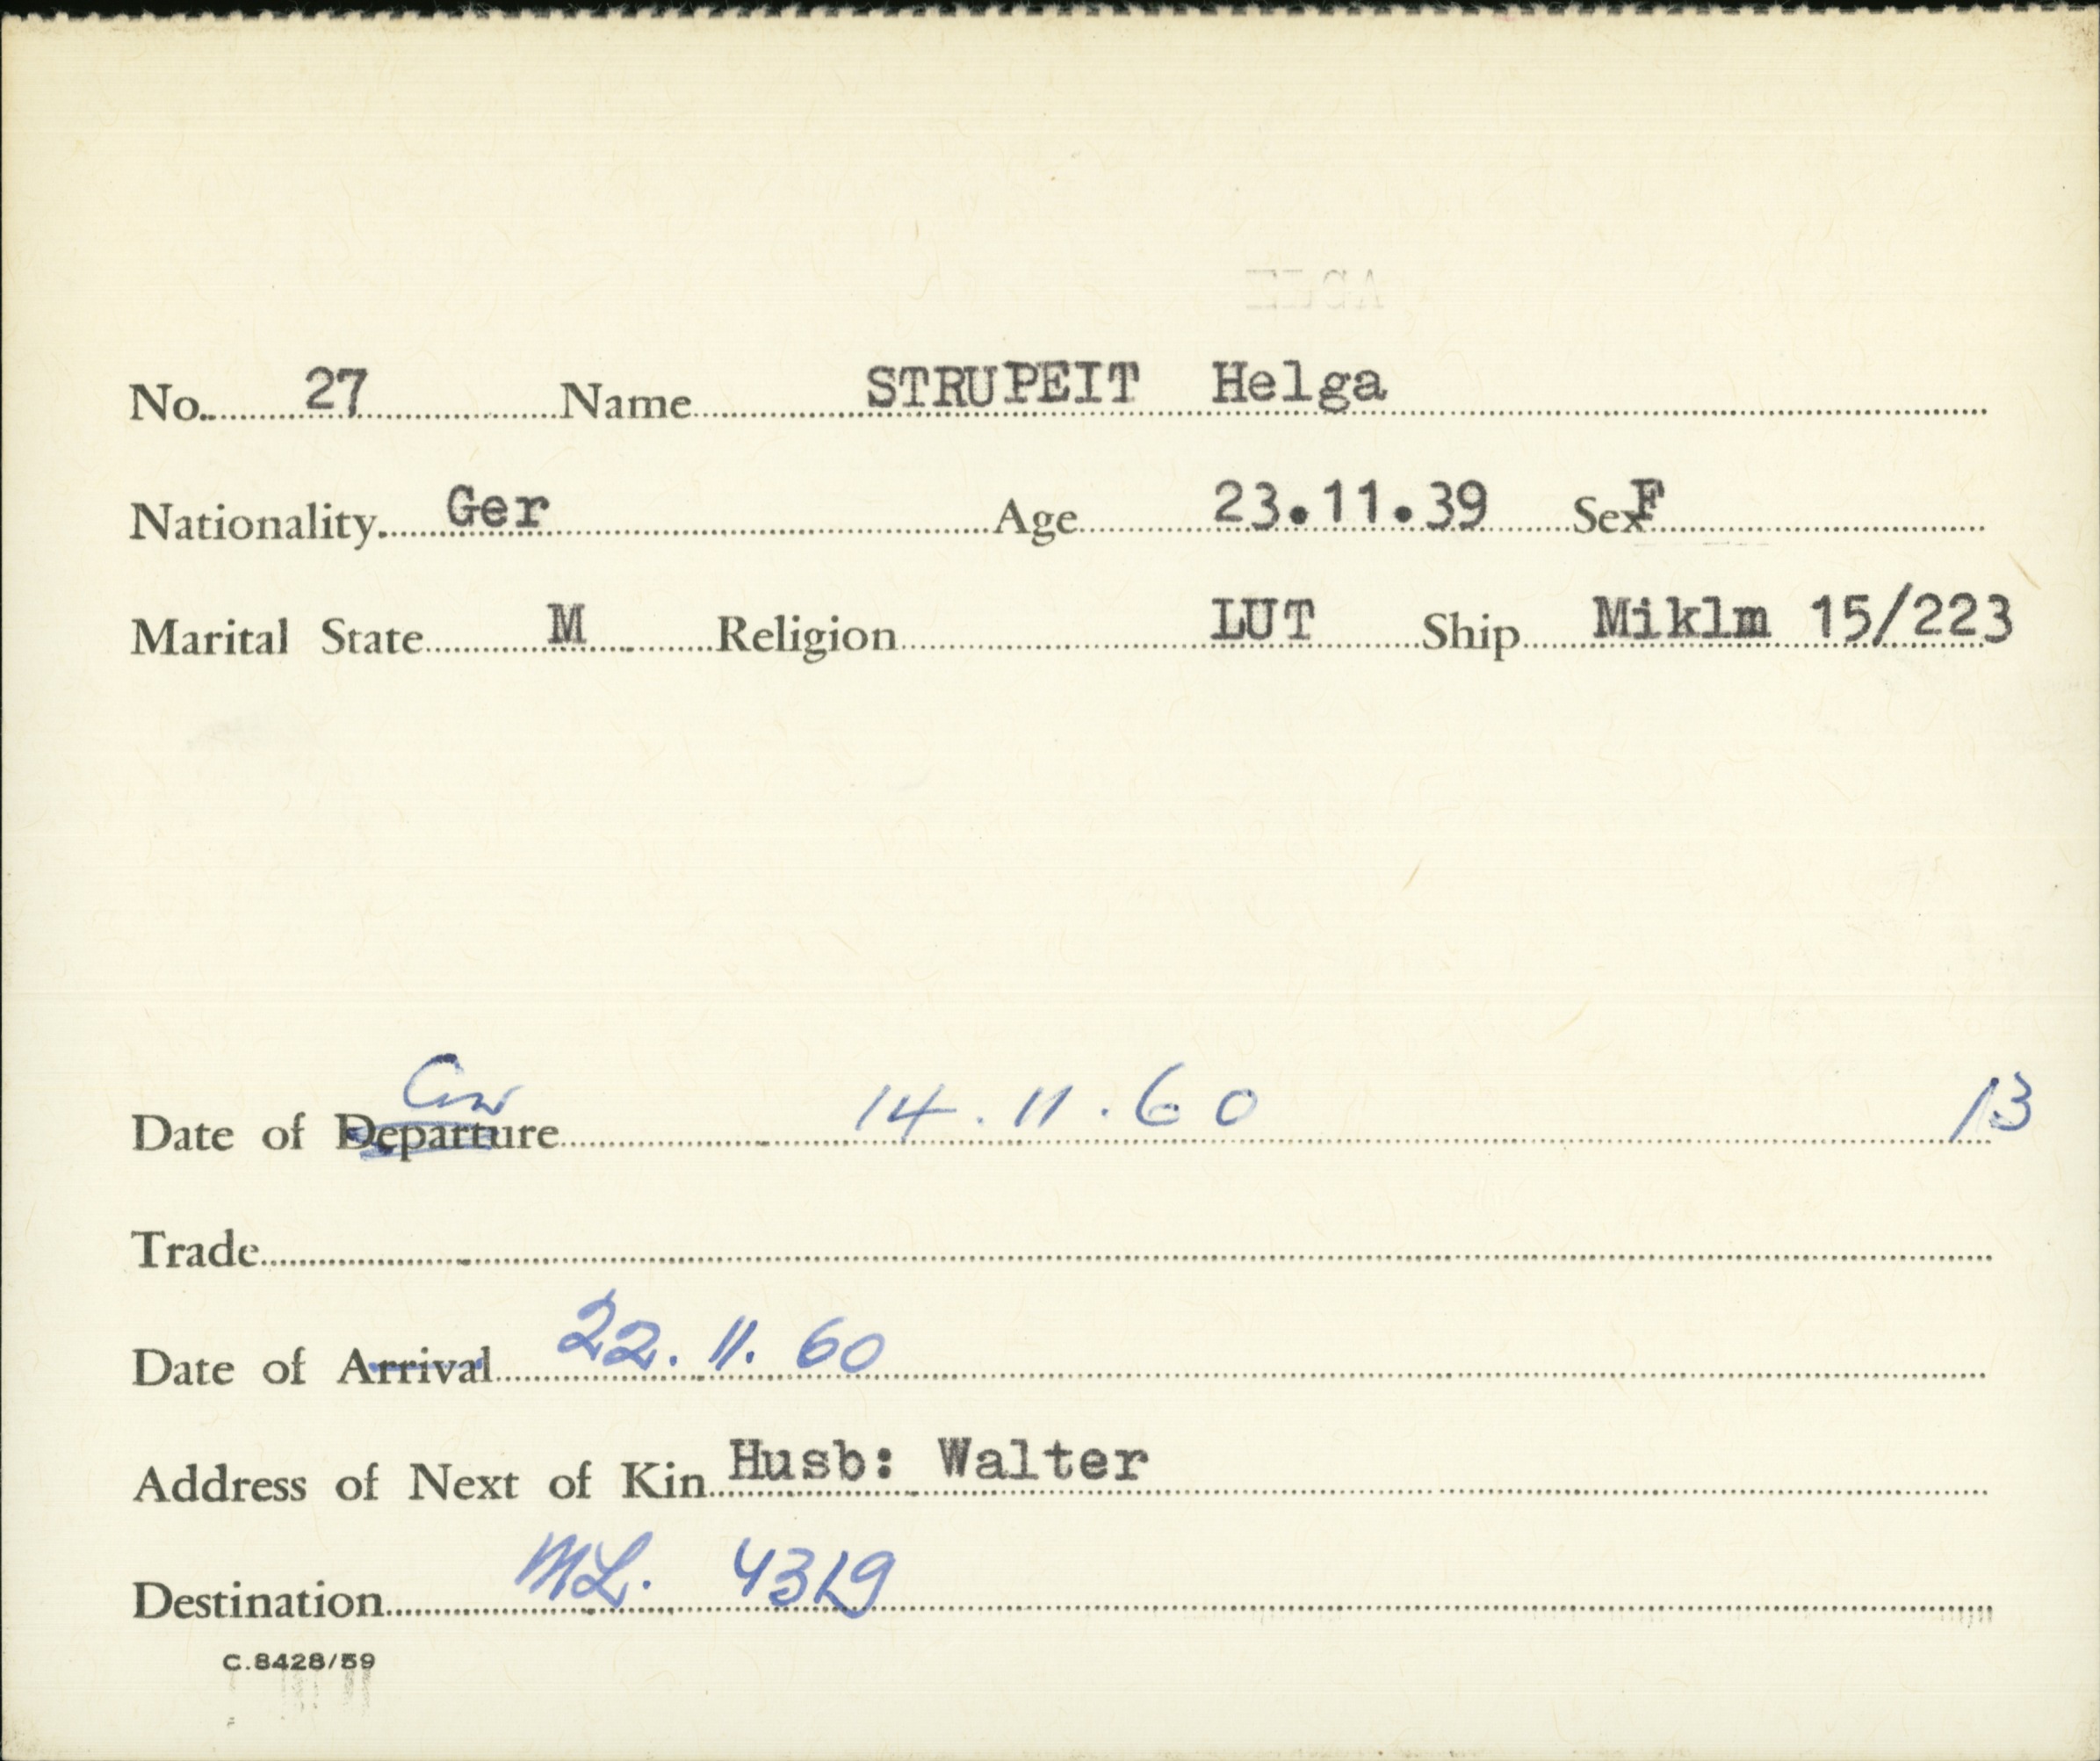 No. 27 Name STRUPEIT Helga
Nationality Ger Age 23.11.39 Sex F
Marital State M Religion LUT Ship Miklm 15/223
Arr
Date of Departure 14.11.60 13
Trade
Date of Arrival 22.11.60
Address of Next of Kin Husb: Walter
Destination ML. 4319
C.8428/59